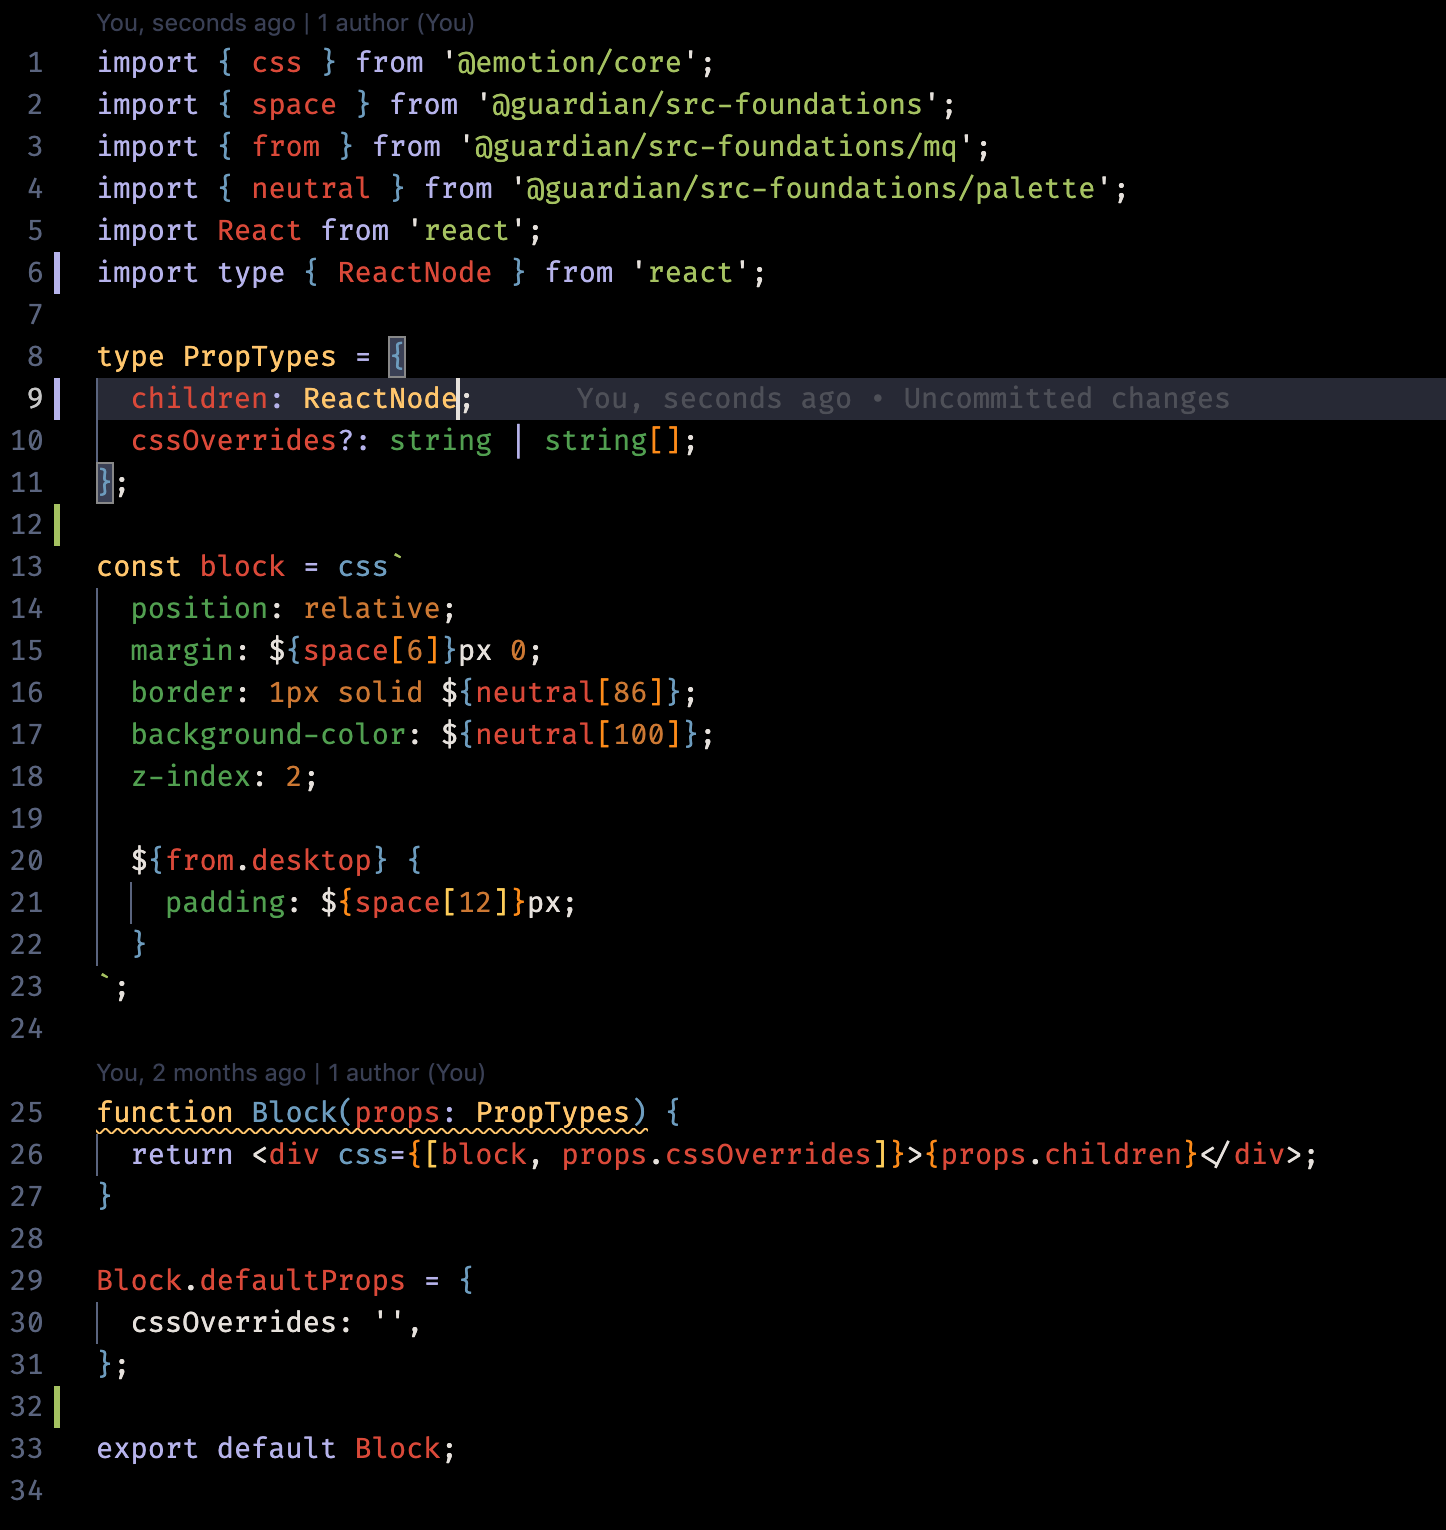 You, seconds ago | 1 author (You)
1 import { css } from '@emotion/core';
2 import { space } from '@guardian/src-foundations';
3 import { from } from '@guardian/src-foundations/mq';
4 import { neutral } from '@guardian/src-foundations/palette';
5 import React from 'react';
6 import type { ReactNode } from 'react';
7
8 type PropTypes = {
9   children: ReactNode; You, seconds ago • Uncommitted changes
10   cssOverrides?: string | string[];
11 };
12
13 const block = css`
14   position: relative;
15   margin: ${space[6]}px 0;
16   border: 1px solid ${neutral[86]};
17   background-color: ${neutral[100]};
18   z-index: 2;
19
20   ${from.desktop} {
21     padding: ${space[12]}px;
22   }
23 `;
24
You, 2 months ago | 1 author (You)
25 function Block(props: PropTypes) {
26   return <div css={[block, props.cssOverrides]}>{props.children}</div>;
27 }
28
29 Block.defaultProps = {
30   cssOverrides: '',
31 };
32
33 export default Block;
34